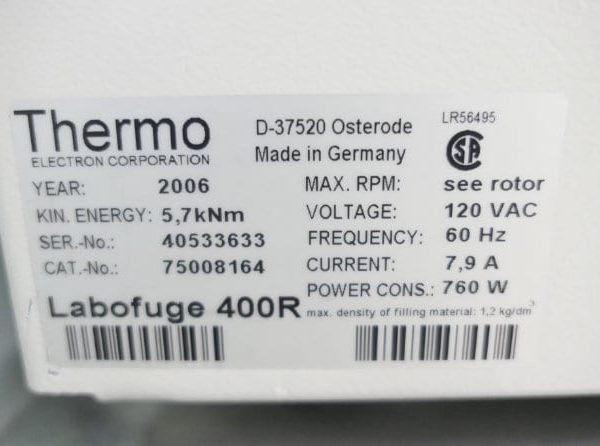 Thermo
ELECTRON CORPORATION
D-37520 Osterode
Made in Germany
LR56495
SA
YEAR: 2006
KIN. ENERGY: 5,7kNm
SER.-No.: 40533633
CAT.-No.: 75008164
MAX. RPM: see rotor
VOLTAGE: 120 VAC
FREQUENCY: 60 Hz
CURRENT: 7,9 A
POWER CONS.: 760 W
Labofuge 400R
max. density of filling material: 1,2 kg/dm³